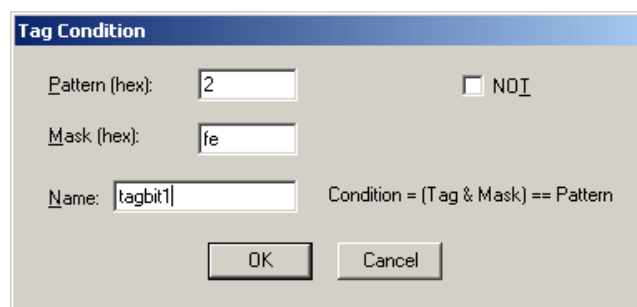 Tag Condition
Pattern (hex): 2 NOT
Mask (hex): fe
Name: tagbit1 Condition = (Tag & Mask) == Pattern
OK Cancel